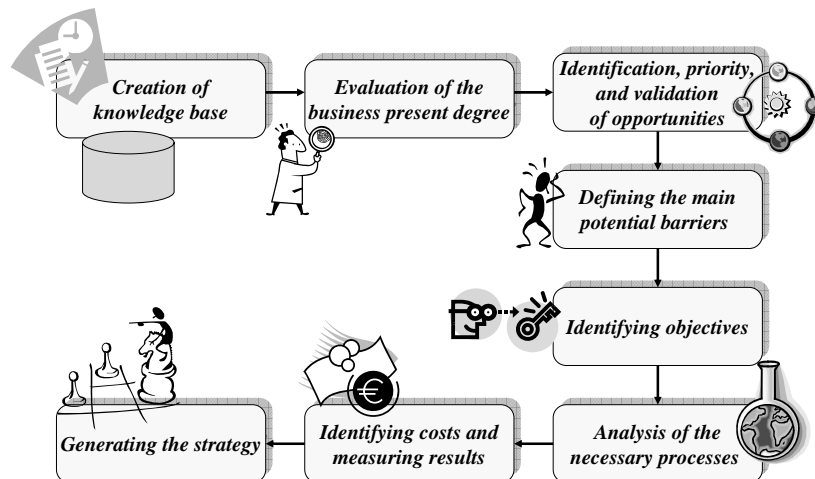 Creation of
knowledge base
Evaluation of the
business present degree
Identification, priority,
and validation
of opportunities
Defining the main
potential barriers
Identifying objectives
Analysis of the
necessary processes
Identifying costs and
measuring results
Generating the strategy